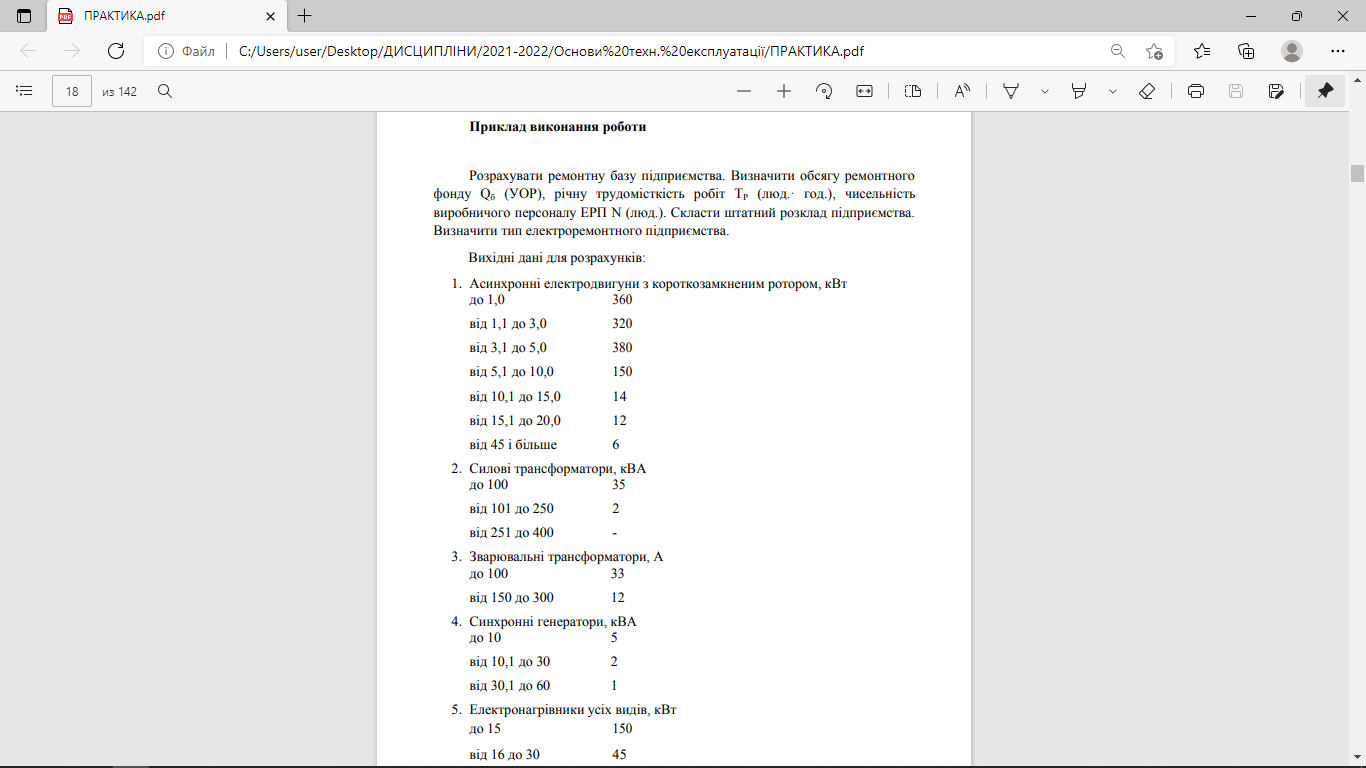 ПРАКТИКА.pdf
Файл
C:/Users/user/Desktop/ДИСЦИПЛІНИ/2021-2022/Основи%20техн.%20експлуатації/ПРАКТИКА.pdf
18 из 142
Приклад виконання роботи
Розрахувати ремонтну базу підприємства. Визначити обсягу ремонтного
фонду Qб (УОР), річну трудомісткість робіт ТР (люд.· год.), чисельність
виробничого персоналу ЕРП N (люд.). Скласти штатний розклад підприємства.
Визначити тип електроремонтного підприємства.
Вихідні дані для розрахунків:
1. Асинхронні електродвигуни з короткозамкненим ротором, кВт
до 1,0 360
від 1,1 до 3,0 320
від 3,1 до 5,0 380
від 5,1 до 10,0 150
від 10,1 до 15,0 14
від 15,1 до 20,0 12
від 45 і більше 6
2. Силові трансформатори, кВА
до 100 35
від 101 до 250 2
від 251 до 400 -
3. Зварювальні трансформатори, А
до 100 33
від 150 до 300 12
4. Синхронні генератори, кВА
до 10 5
від 10,1 до 30 2
від 30,1 до 60 1
5. Електронагрівники усіх видів, кВт
до 15 150
від 16 до 30 45